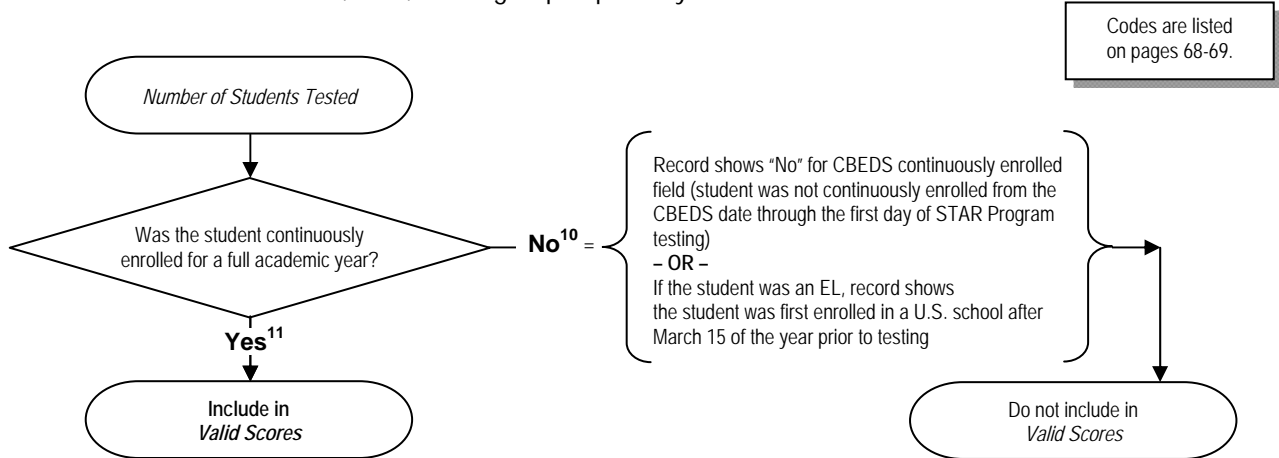 Codes are listed
on pages 68-69.
Number of Students Tested
Was the student continuously
enrolled for a full academic year?
No10 =
Record shows “No” for CBEDS continuously enrolled
field (student was not continuously enrolled from the
CBEDS date through the first day of STAR Program
testing)
– OR –
If the student was an EL, record shows
the student was first enrolled in a U.S. school after
March 15 of the year prior to testing
Yes11
Include in
Valid Scores
Do not include in
Valid Scores